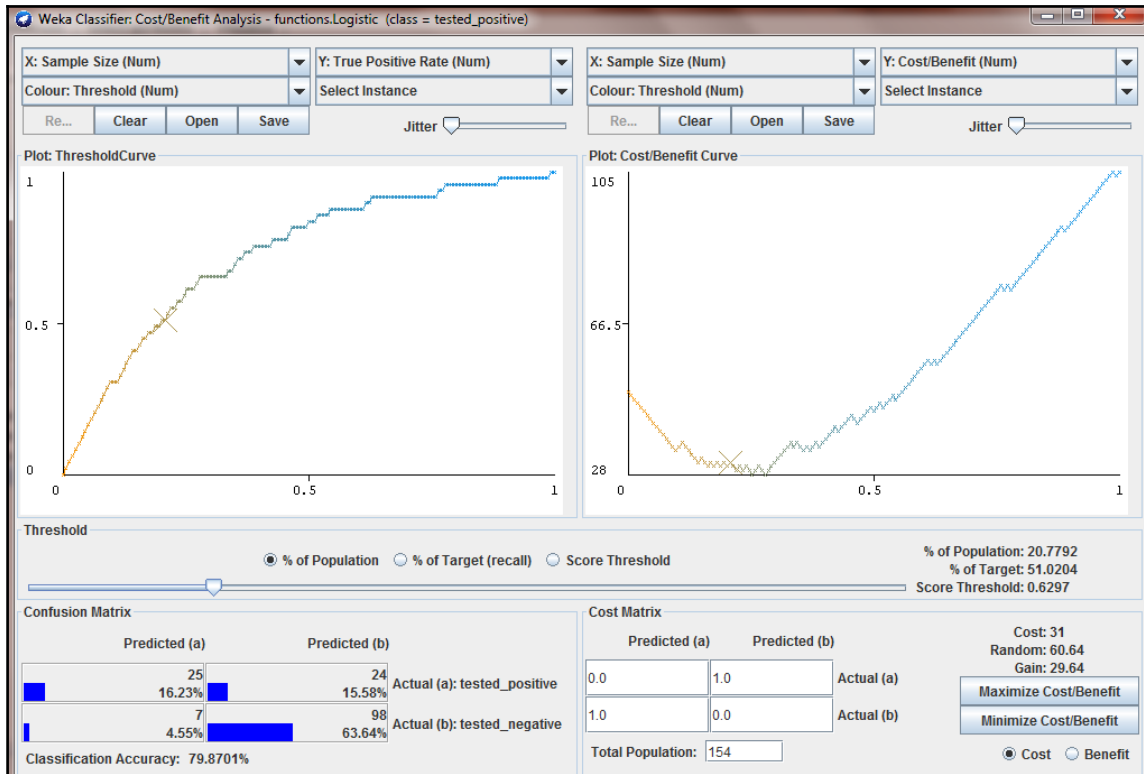 Weka Classifier: Cost/Benefit Analysis - functions.Logistic (class = tested_positive)
X: Sample Size (Num) Y: True Positive Rate (Num) X: Sample Size (Num) Y: Cost/Benefit (Num)
Colour: Threshold (Num) Select Instance Colour: Threshold (Num) Select Instance
Re... Clear Open Save Jitter Re... Clear Open Save Jitter
Plot: ThresholdCurve
1
0.5
0
0 0.5 1
Plot: Cost/Benefit Curve
105
66.5
28
0 0.5 1
Threshold
% of Population % of Target (recall) Score Threshold
% of Population: 20.7792
% of Target: 51.0204
Score Threshold: 0.6297
Confusion Matrix
Predicted (a) Predicted (b)
25 24
16.23% 15.58% Actual (a): tested_positive
7 98
4.55% 63.64% Actual (b): tested_negative
Classification Accuracy: 79.8701%
Cost Matrix
Predicted (a) Predicted (b)
0.0 1.0 Actual (a)
1.0 0.0 Actual (b)
Total Population: 154
Cost: 31
Random: 60.64
Gain: 29.64
Maximize Cost/Benefit
Minimize Cost/Benefit
Cost Benefit